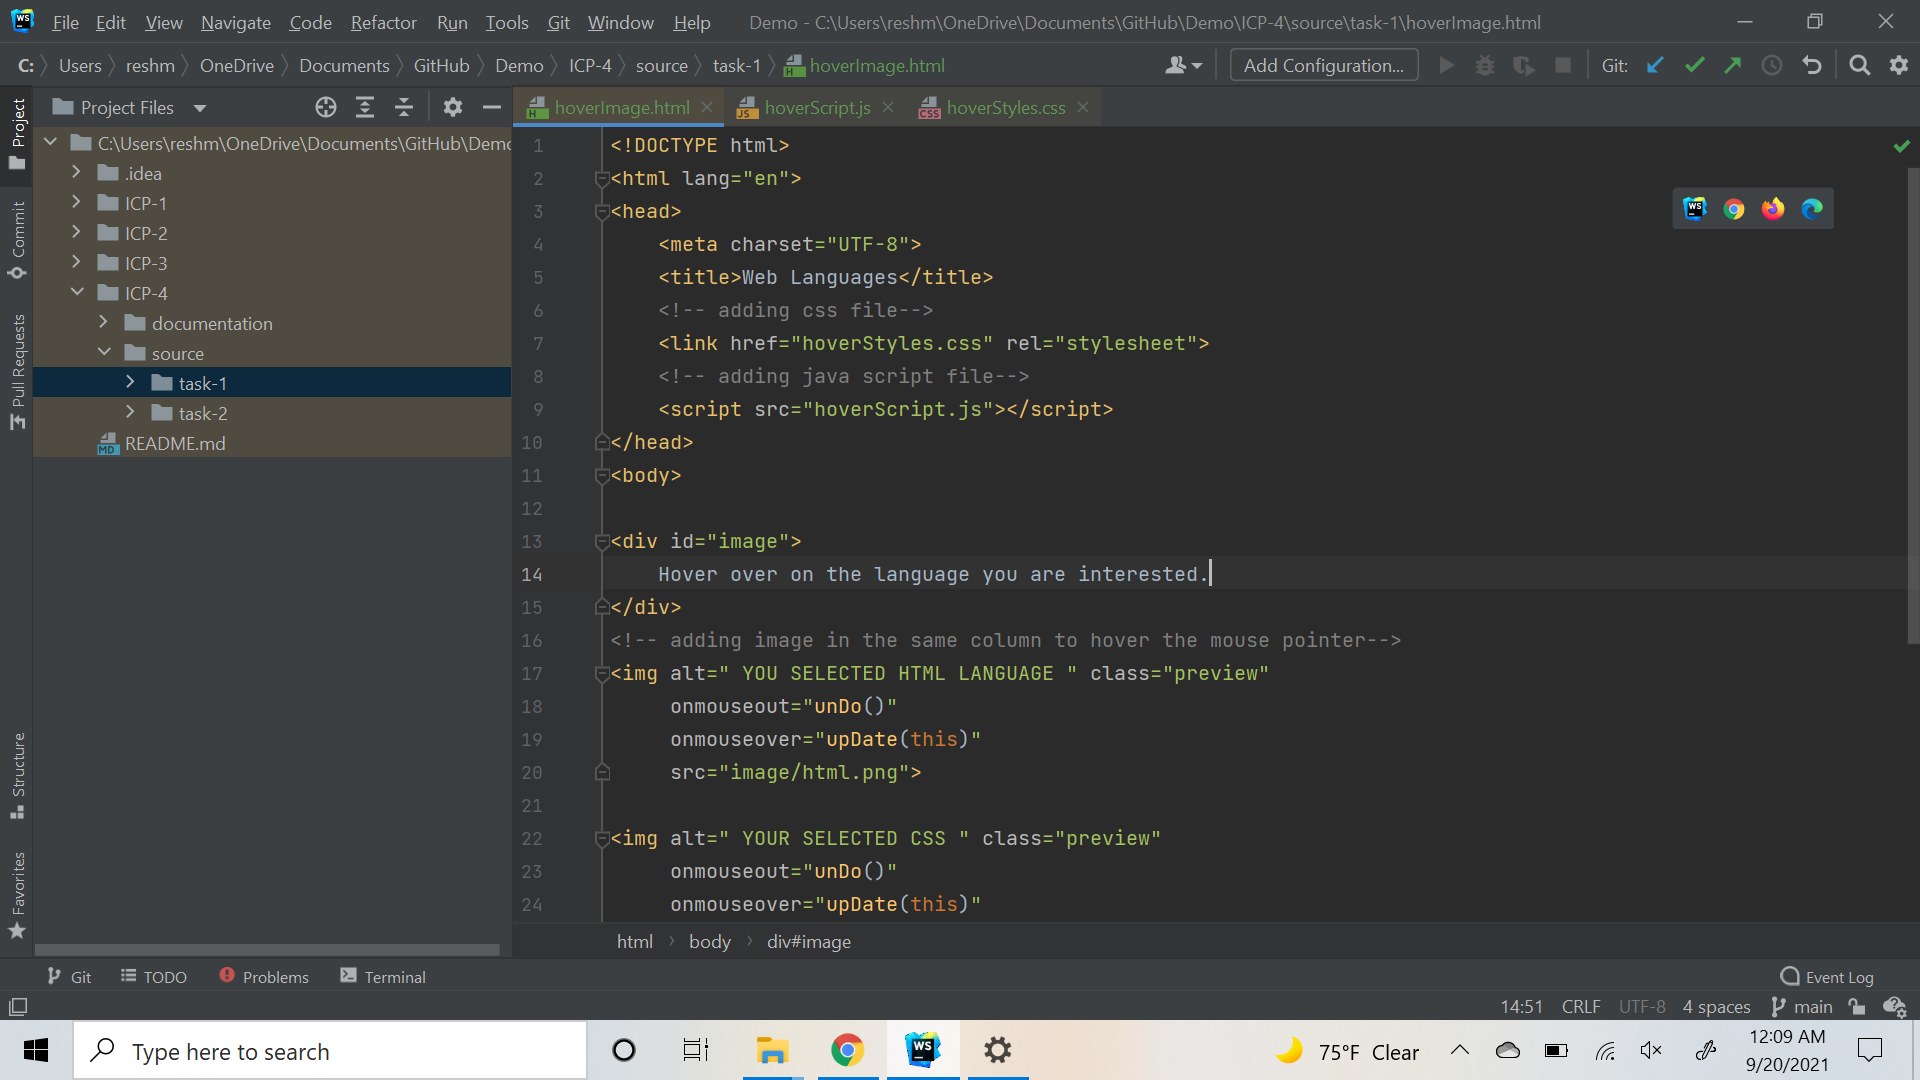 WS File Edit View Navigate Code Refactor Run Tools Git Window Help Demo - C:\Users\reshm\OneDrive\Documents\GitHub\Demo\ICP-4\source\task-1\hoverImage.html
C: Users reshm OneDrive Documents GitHub Demo ICP-4 source task-1 H hoverImage.html Add Configuration... Git:
Project Files
H hoverImage.html JS hoverScript.js CSS hoverStyles.css
Project
Commit
Pull Requests
Structure
Favorites
C:\Users\reshm\OneDrive\Documents\GitHub\Demo
.idea
ICP-1
ICP-2
ICP-3
ICP-4
documentation
source
task-1
task-2
MD README.md
1 <!DOCTYPE html>
2 <html lang="en">
3 <head>
4 <meta charset="UTF-8">
5 <title>Web Languages</title>
6 <!-- adding css file-->
7 <link href="hoverStyles.css" rel="stylesheet">
8 <!-- adding java script file-->
9 <script src="hoverScript.js"></script>
10 </head>
11 <body>
12
13 <div id="image">
14 Hover over on the language you are interested.
15 </div>
16 <!-- adding image in the same column to hover the mouse pointer-->
17 <img alt=" YOU SELECTED HTML LANGUAGE " class="preview"
18 onmouseout="unDo()"
19 onmouseover="upDate(this)"
20 src="image/html.png">
21
22 <img alt=" YOUR SELECTED CSS " class="preview"
23 onmouseout="unDo()"
24 onmouseover="upDate(this)"
WS
html body div#image
Git TODO Problems Terminal Event Log
14:51 CRLF UTF-8 4 spaces main
Type here to search WS 75°F Clear 12:09 AM
9/20/2021